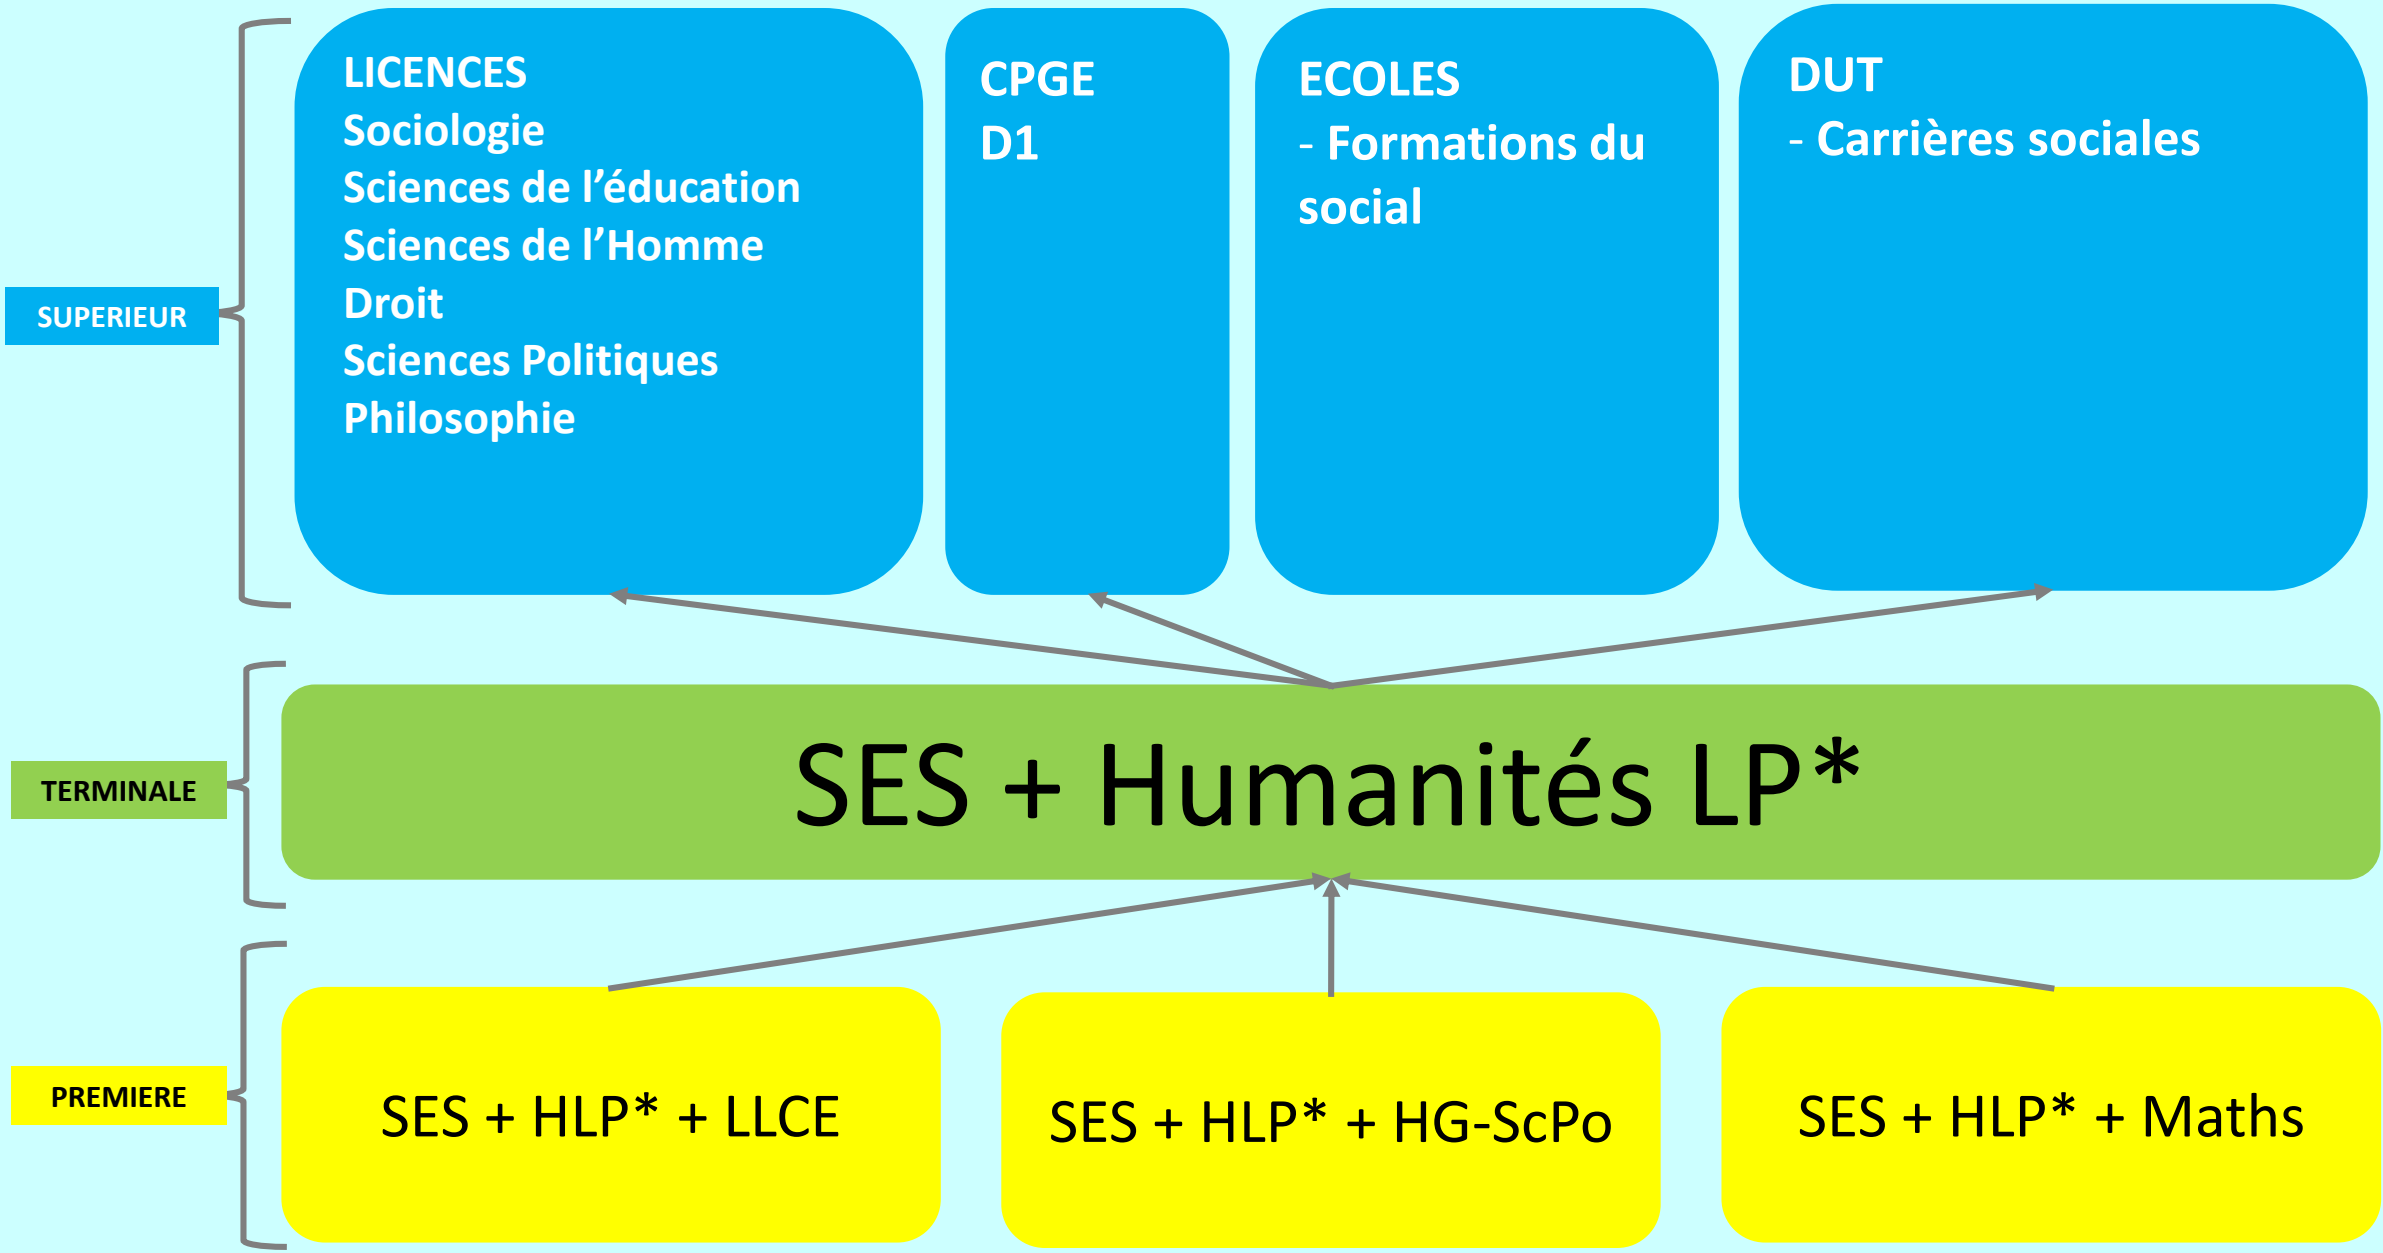 SUPERIEUR
LICENCES
Sociologie
Sciences de l’éducation
Sciences de l’Homme
Droit
Sciences Politiques
Philosophie
CPGE
D1
ECOLES
- Formations du
social
DUT
- Carrières sociales
TERMINALE
SES + Humanités LP*
PREMIERE
SES + HLP* + LLCE
SES + HLP* + HG-ScPo
SES + HLP* + Maths